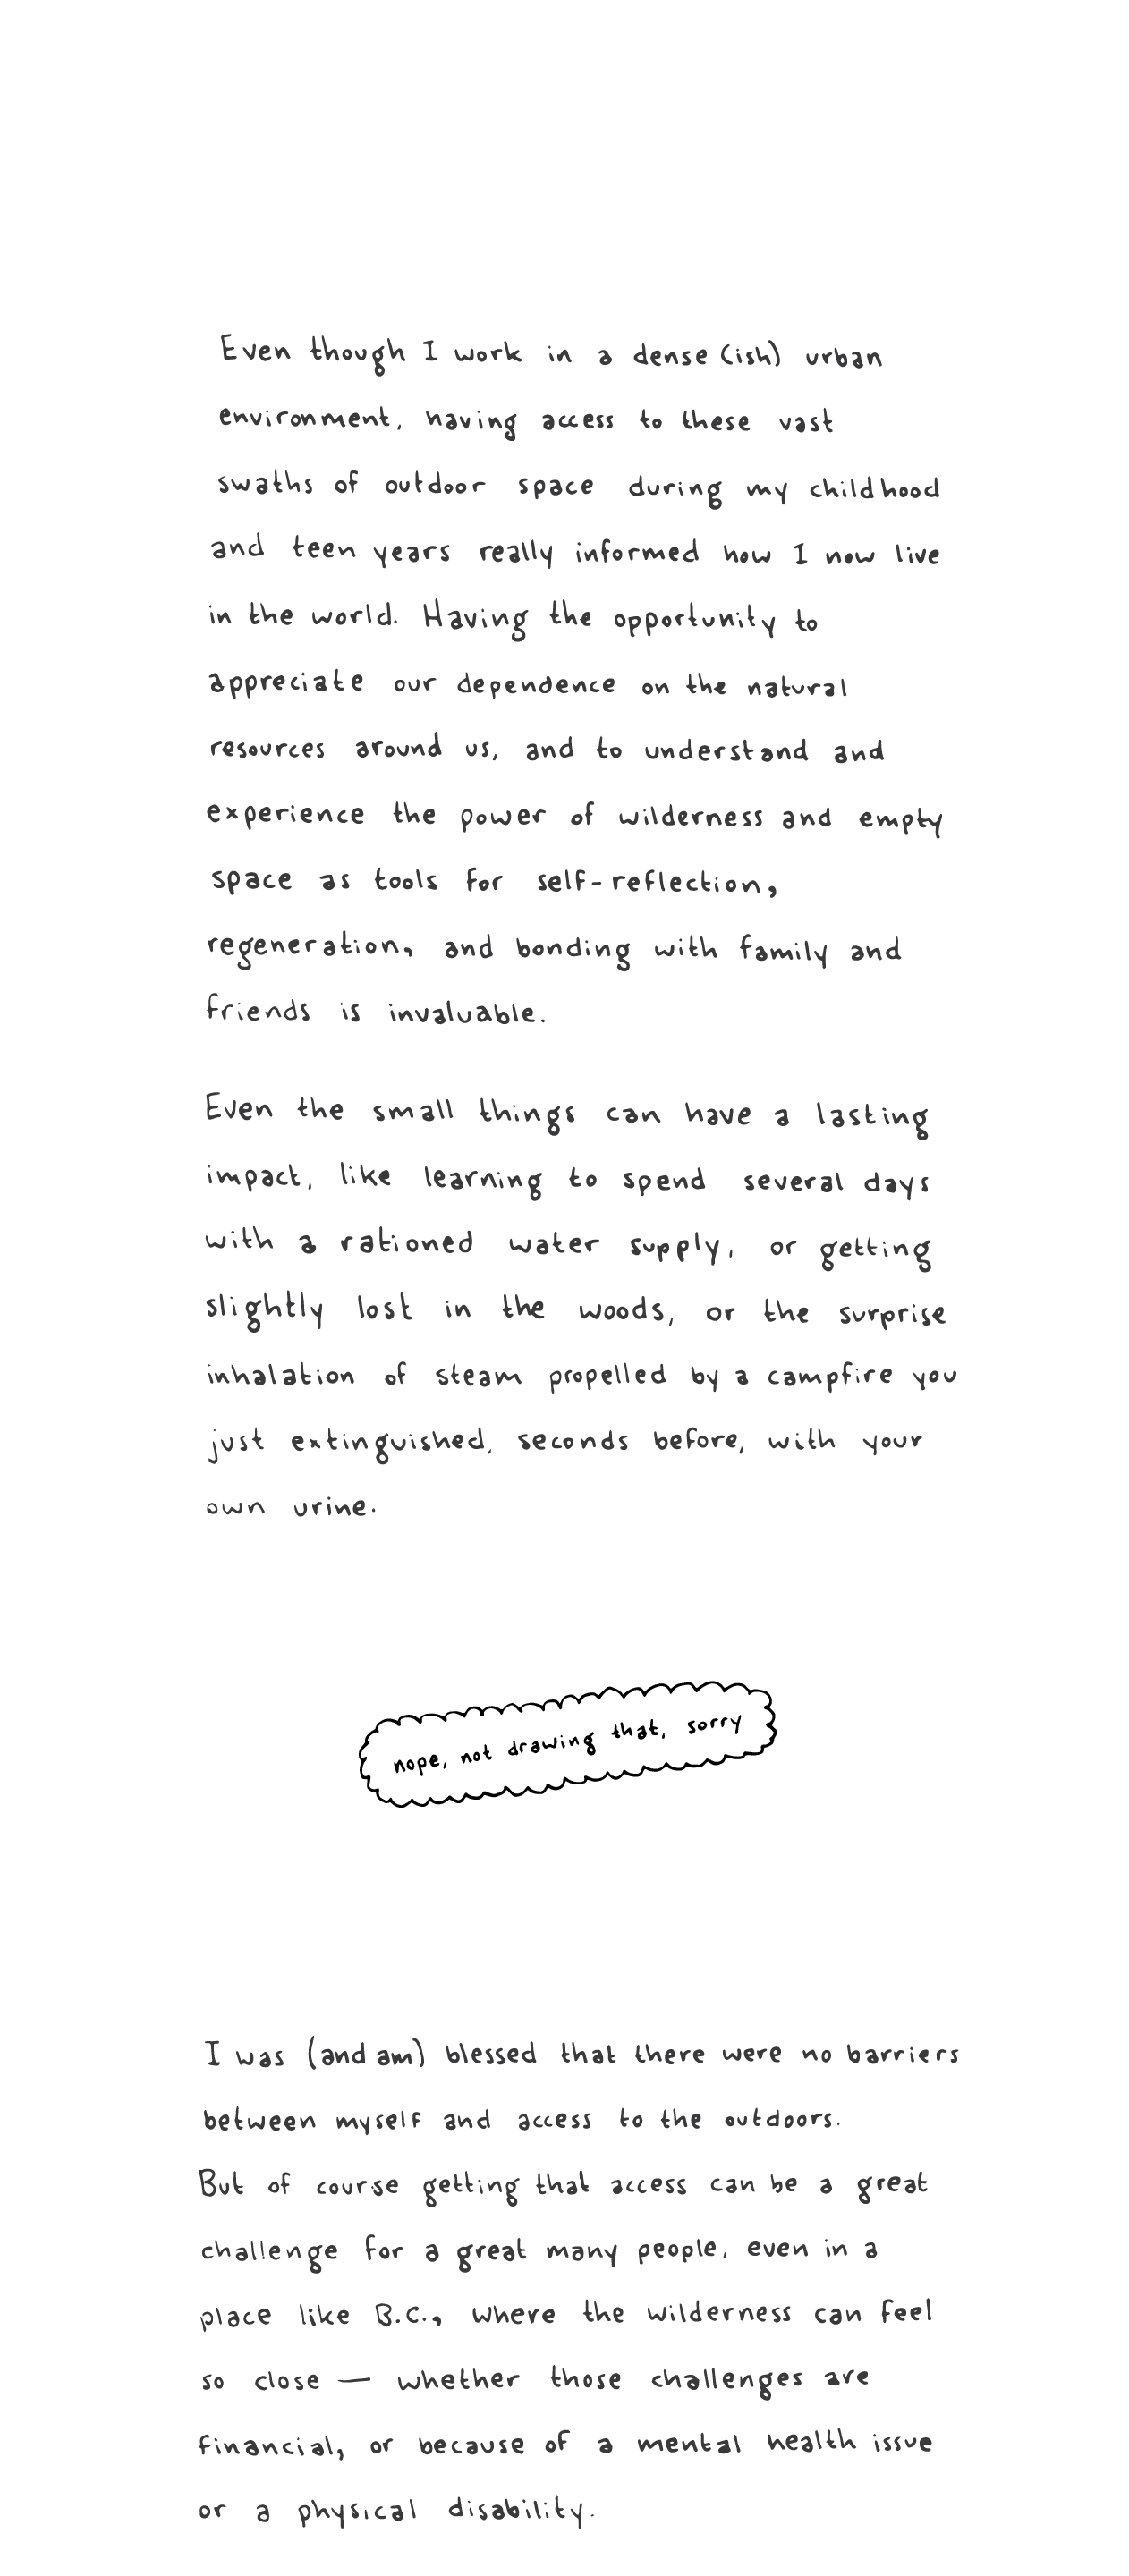 Even though I work in a dense (ish) urban
environment, having access to these vast
swaths of outdoor space during my childhood
and teen years really informed how I now live
in the world. Having the opportunity to
appreciate our dependence on the natural
resources around us, and to understand and
experience the power of wilderness and empty
space as tools for self-reflection,
regeneration, and bonding with family and
friends is invaluable.
Even the small things can have a lasting
impact, like learning to spend several days
with a rationed water supply, or getting
slightly lost in the woods, or the surprise
inhalation of steam propelled by a campfire you
just extinguished, seconds before, with your
own urine.
nope, not drawing that, sorry
I was (and am) blessed that there were no barriers
between myself and access to the outdoors.
But of course getting that access can be a great
challenge for a great many people, even in a
place like B.C., where the wilderness can feel
so close — whether those challenges are
financial, or because of a mental health issue
or a physical disability.